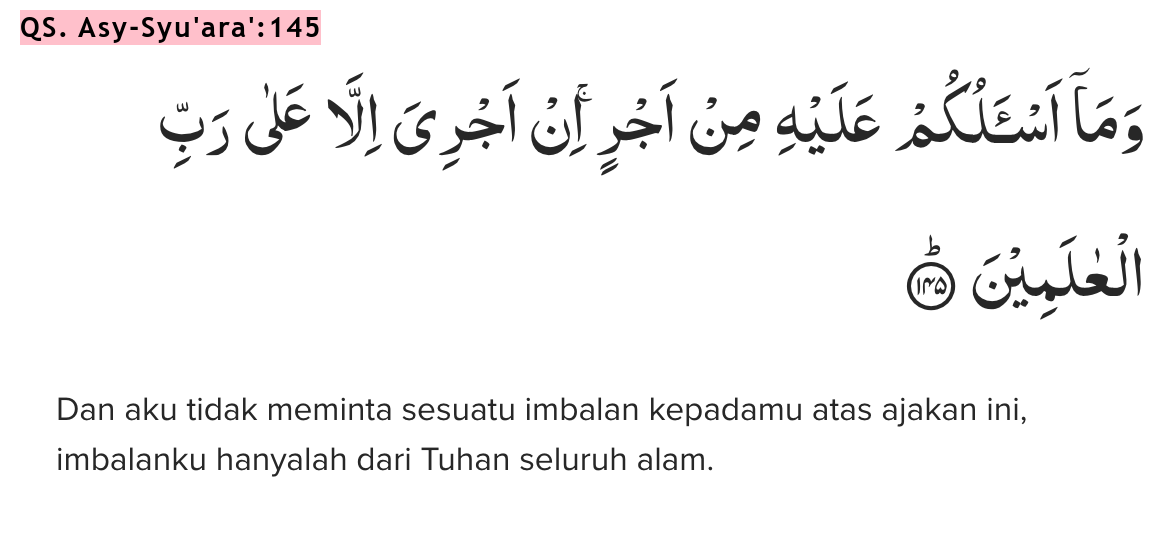 QS. Asy-Syu'ara':145
وَمَآ اَسْـَٔلُكُمْ عَلَيْهِ مِنْ اَجْرٍ ۚاِنْ اَجْرِىَ اِلَّا عَلٰى رَبِّ
الْعٰلَمِيْنَ ۗ ١٤٥
Dan aku tidak meminta sesuatu imbalan kepadamu atas ajakan ini,
imbalanku hanyalah dari Tuhan seluruh alam.